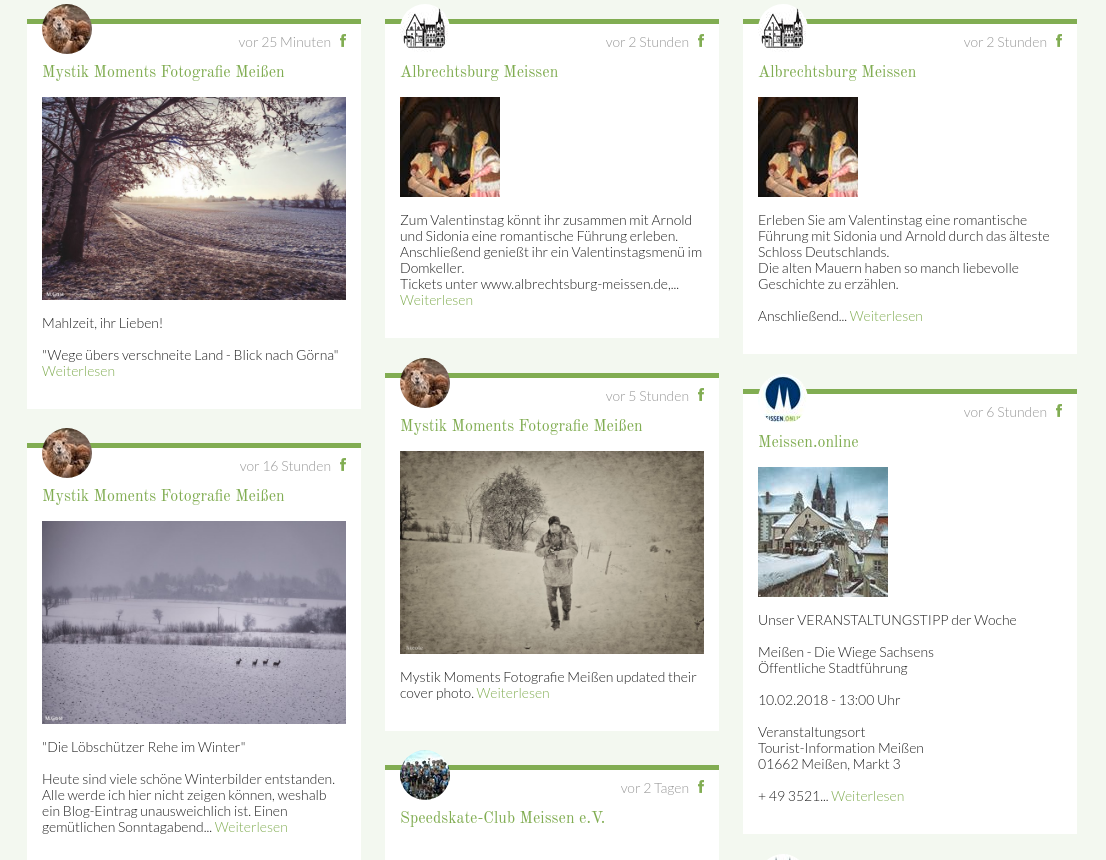 vor 25 Minuten
Mystik Moments Fotografie Meißen
Mahlzeit, ihr Lieben!
"Wege übers verschneite Land - Blick nach Görna"
Weiterlesen
vor 16 Stunden
Mystik Moments Fotografie Meißen
"Die Löbschützer Rehe im Winter"
Heute sind viele schöne Winterbilder entstanden.
Alle werde ich hier nicht zeigen können, weshalb
ein Blog-Eintrag unausweichlich ist. Einen
gemütlichen Sonntagabend... Weiterlesen
vor 2 Stunden
Albrechtsburg Meissen
Zum Valentinstag könnt ihr zusammen mit Arnold
und Sidonia eine romantische Führung erleben.
Anschließend genießt ihr ein Valentinstagsmenü im
Domkeller.
Tickets unter www.albrechtsburg-meissen.de,...
Weiterlesen
vor 5 Stunden
Mystik Moments Fotografie Meißen
Mystik Moments Fotografie Meißen updated their
cover photo. Weiterlesen
vor 2 Tagen
Speedskate-Club Meissen e.V.
vor 2 Stunden
Albrechtsburg Meissen
Erleben Sie am Valentinstag eine romantische
Führung mit Sidonia und Arnold durch das älteste
Schloss Deutschlands.
Die alten Mauern haben so manch liebevolle
Geschichte zu erzählen.
Anschließend... Weiterlesen
vor 6 Stunden
Meissen.online
Unser VERANSTALTUNGSTIPP der Woche
Meißen - Die Wiege Sachsens
Öffentliche Stadtführung
10.02.2018 - 13:00 Uhr
Veranstaltungsort
Tourist-Information Meißen
01662 Meißen, Markt 3
+ 49 3521... Weiterlesen